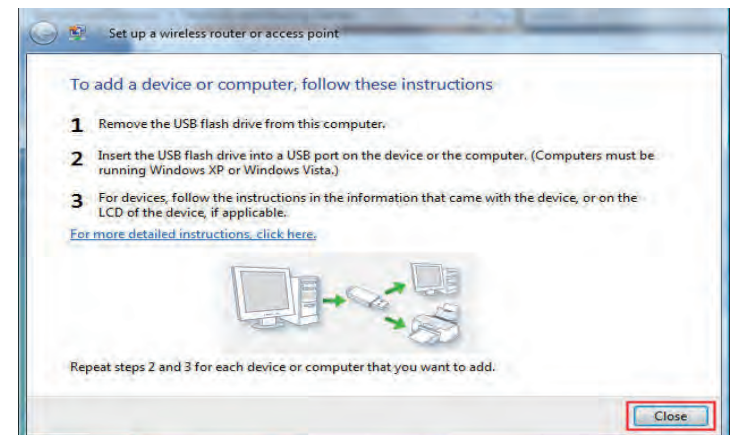 Set up a wireless router or access point
To add a device or computer, follow these instructions
1 Remove the USB flash drive from this computer.
2 Insert the USB flash drive into a USB port on the device or the computer. (Computers must be
running Windows XP or Windows Vista.)
3 For devices, follow the instructions in the information that came with the device, or on the
LCD of the device, if applicable.
For more detailed instructions, click here.
Repeat steps 2 and 3 for each device or computer that you want to add.
Close